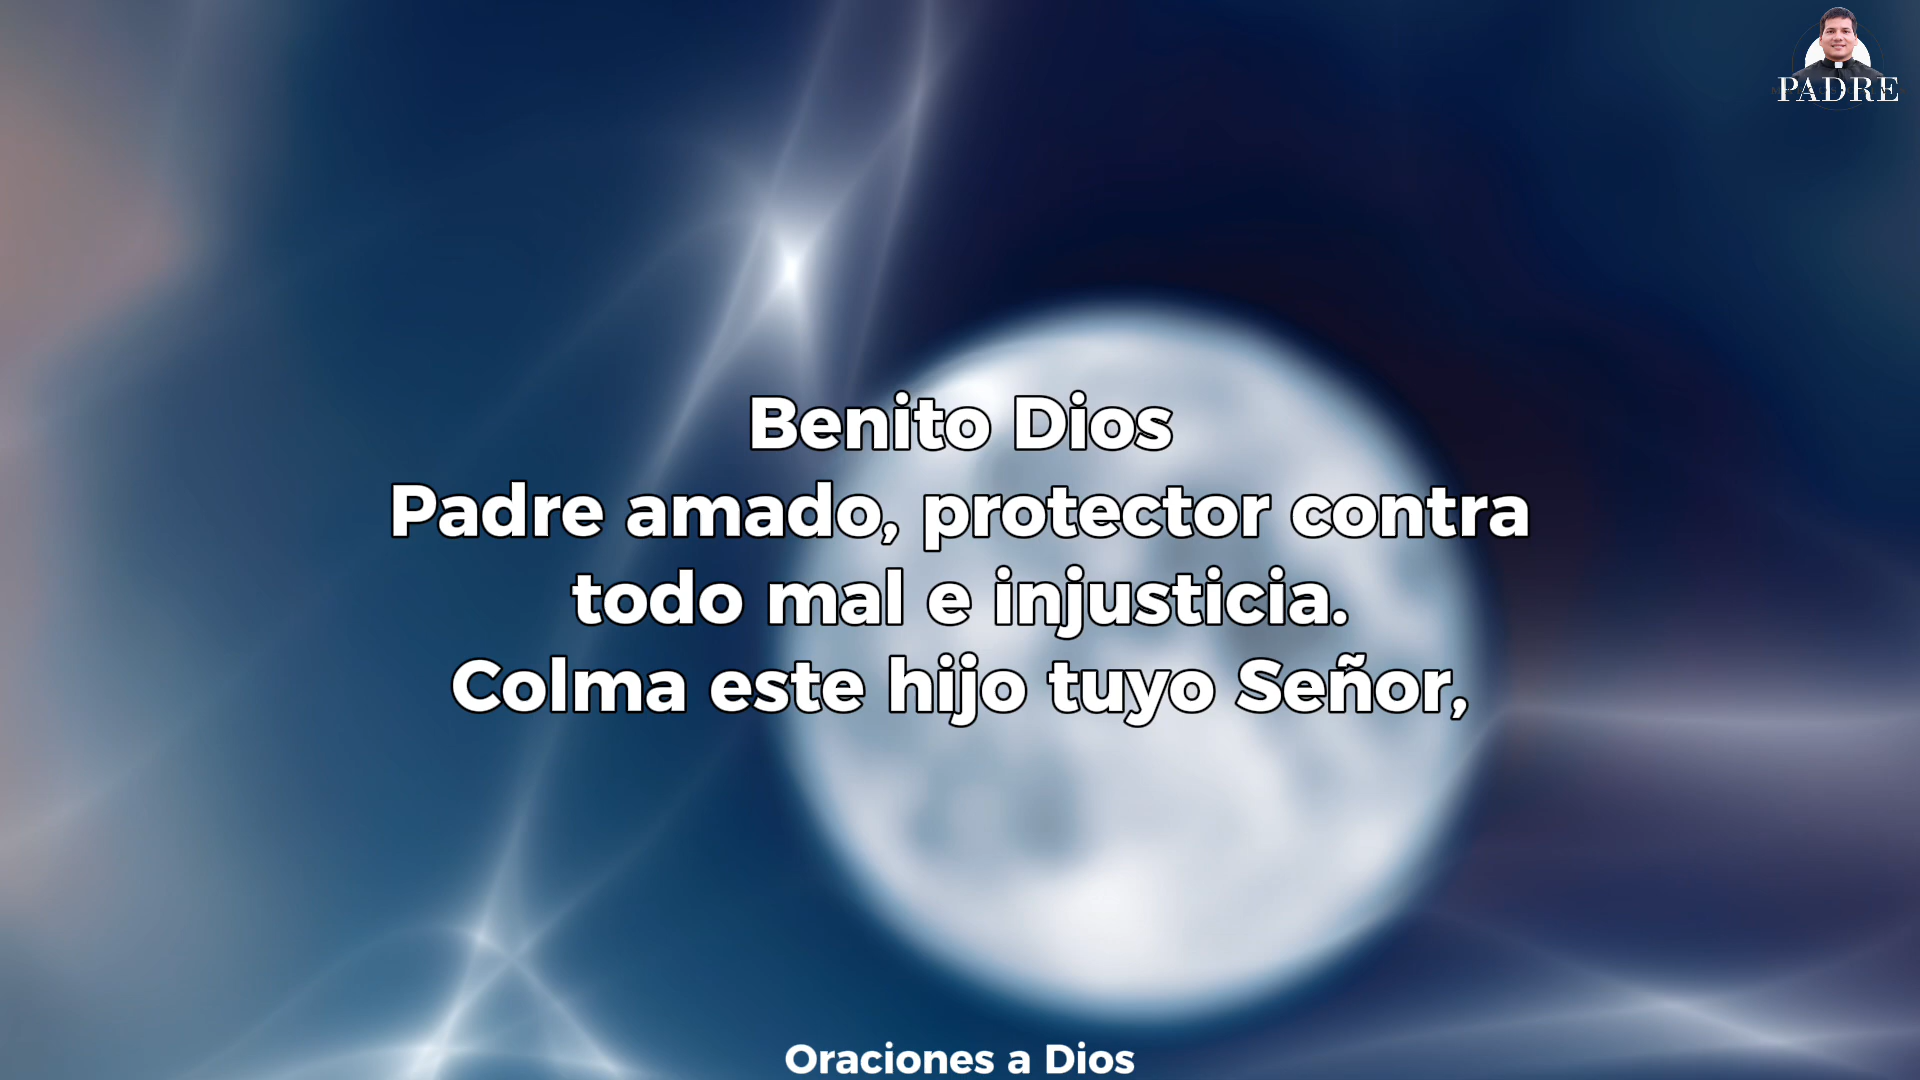 PADRE
Benito Dios
Padre amado, protector contra
todo mal e injusticia.
Colma este hijo tuyo Señor,
Oraciones a Dios